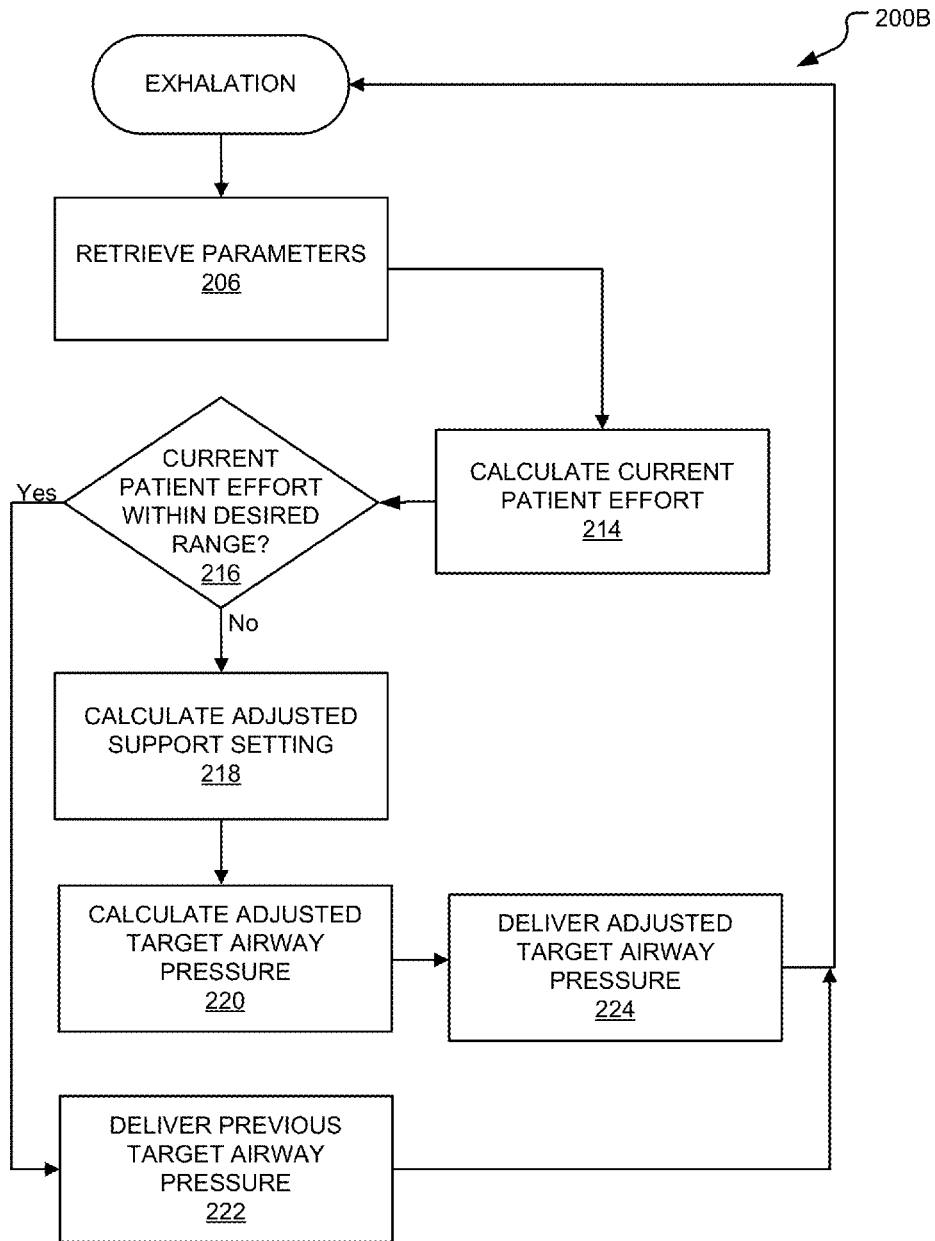 200B
EXHALATION
RETRIEVE PARAMETERS
206
CALCULATE CURRENT
PATIENT EFFORT
214
CURRENT
PATIENT EFFORT
WITHIN DESIRED
RANGE?
216
Yes
No
CALCULATE ADJUSTED
SUPPORT SETTING
218
CALCULATE ADJUSTED
TARGET AIRWAY
PRESSURE
220
DELIVER ADJUSTED
TARGET AIRWAY
PRESSURE
224
DELIVER PREVIOUS
TARGET AIRWAY
PRESSURE
222